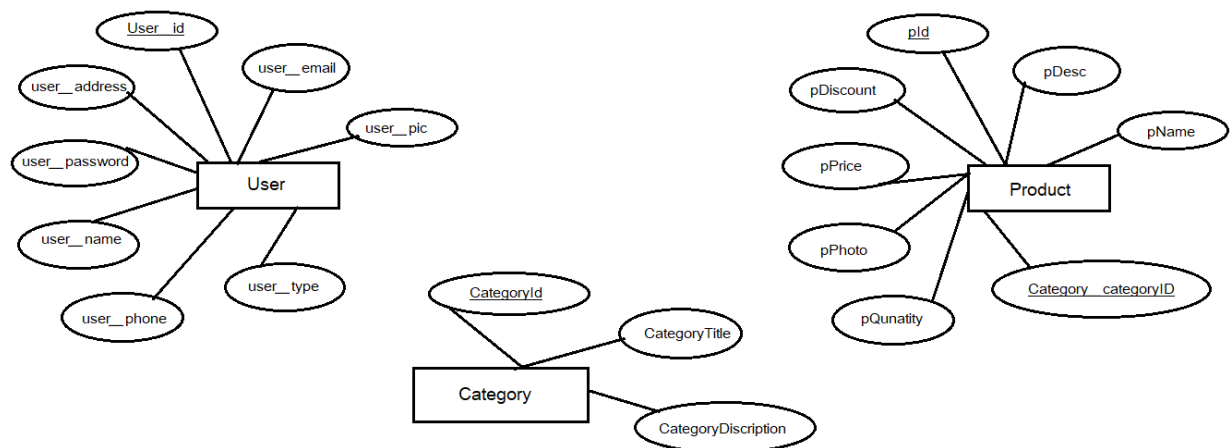 User__id
user__email
user__address
user__pic
user__password
User
user__name
user__type
user__phone
pId
pDesc
pDiscount
pName
pPrice
Product
pPhoto
Category__categoryID
pQunatity
CategoryId
CategoryTitle
Category
CategoryDiscription